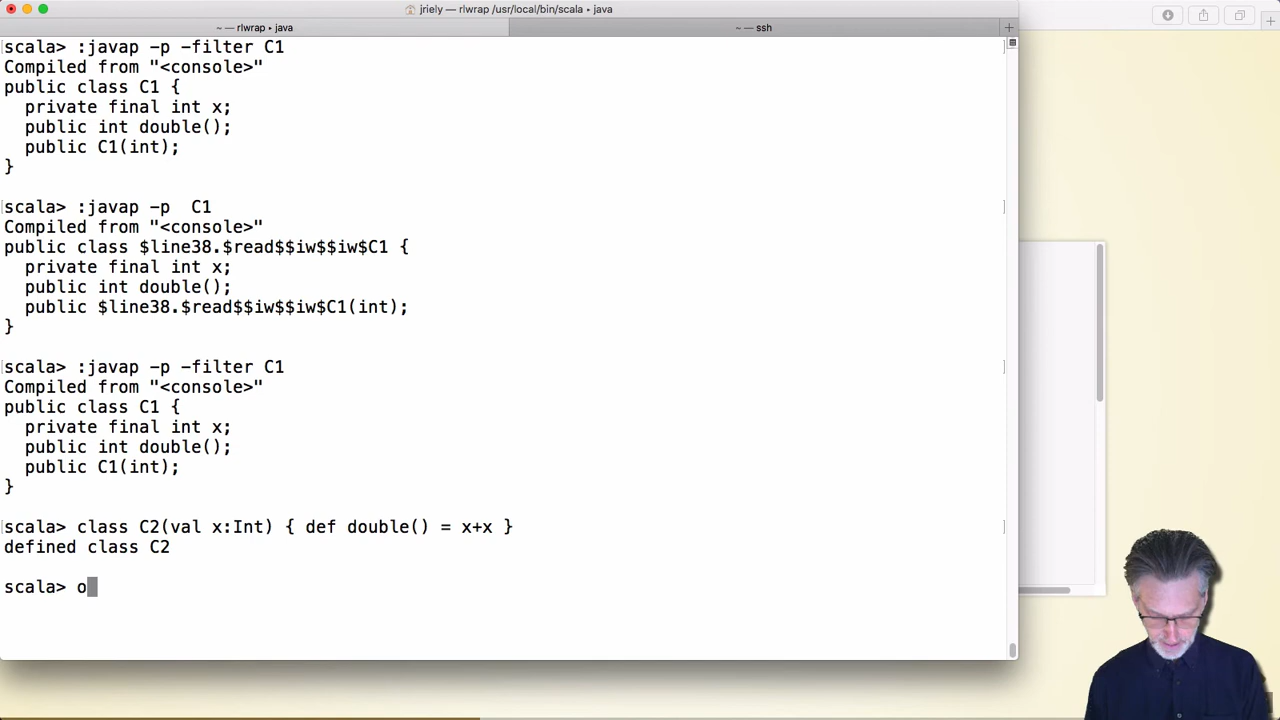 jriely — rlwrap /usr/local/bin/scala ▸ java
~ — rlwrap ▸ java
~ — ssh
scala> :javap -p -filter C1
Compiled from "<console>"
public class C1 {
  private final int x;
  public int double();
  public C1(int);
}
scala> :javap -p  C1
Compiled from "<console>"
public class $line38.$read$$iw$$iw$C1 {
  private final int x;
  public int double();
  public $line38.$read$$iw$$iw$C1(int);
}
scala> :javap -p -filter C1
Compiled from "<console>"
public class C1 {
  private final int x;
  public int double();
  public C1(int);
}
scala> class C2(val x:Int) { def double() = x+x }
defined class C2
scala> o